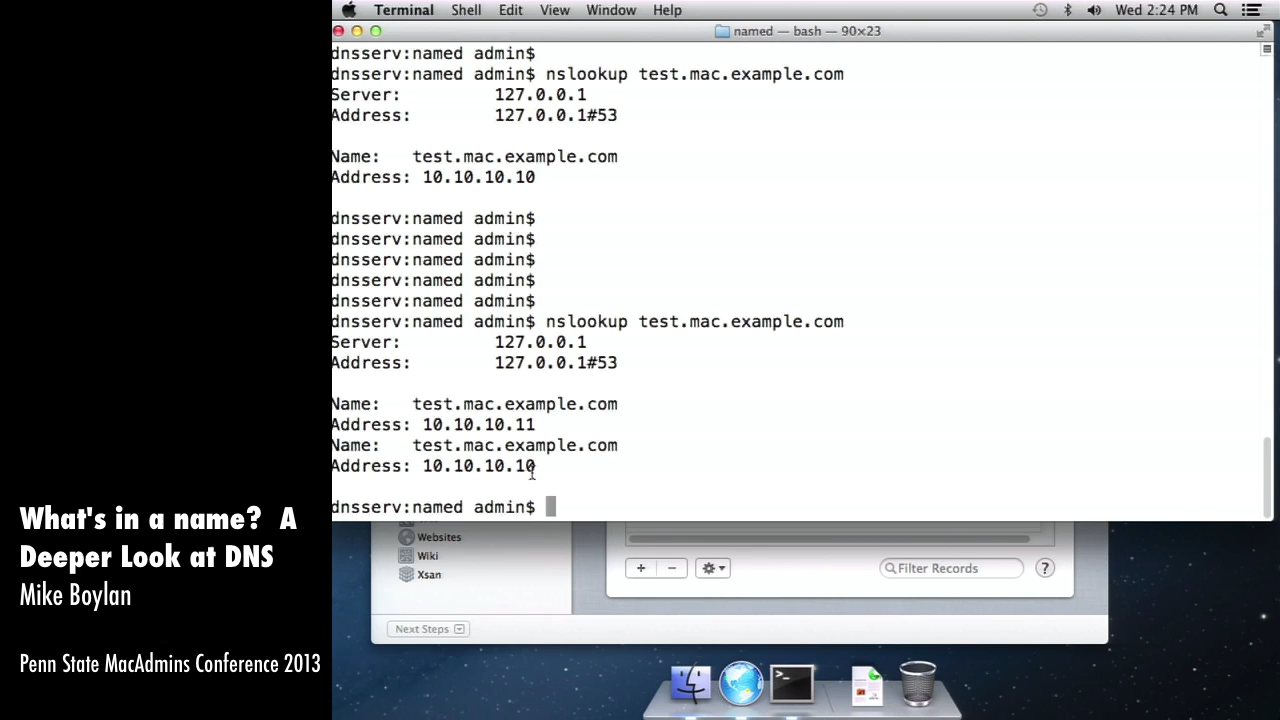 Terminal Shell Edit View Window Help Wed 2:24 PM
named — bash — 90×23
dnsserv:named admin$
dnsserv:named admin$ nslookup test.mac.example.com
Server: 127.0.0.1
Address: 127.0.0.1#53
Name: test.mac.example.com
Address: 10.10.10.10
dnsserv:named admin$
dnsserv:named admin$
dnsserv:named admin$
dnsserv:named admin$
dnsserv:named admin$
dnsserv:named admin$ nslookup test.mac.example.com
Server: 127.0.0.1
Address: 127.0.0.1#53
Name: test.mac.example.com
Address: 10.10.10.11
Name: test.mac.example.com
Address: 10.10.10.10
dnsserv:named admin$
Websites
Wiki
Xsan
+ − Filter Records ?
Next Steps
>_
What's in a name? A
Deeper Look at DNS
Mike Boylan
Penn State MacAdmins Conference 2013